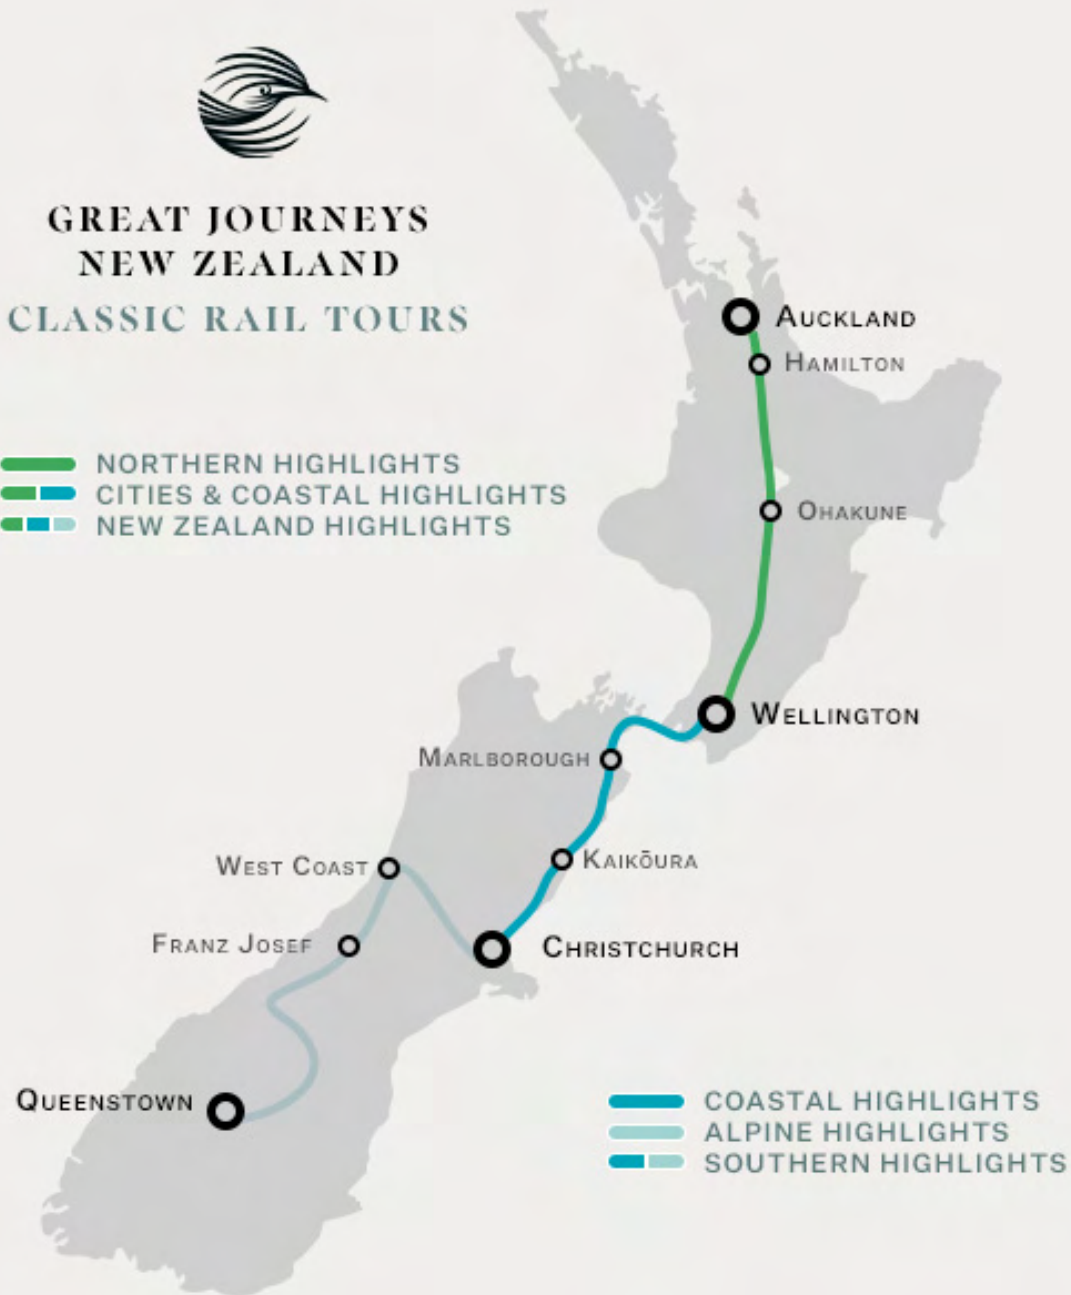 GREAT JOURNEYS
NEW ZEALAND
CLASSIC RAIL TOURS
AUCKLAND
HAMILTON
NORTHERN HIGHLIGHTS
CITIES & COASTAL HIGHLIGHTS
NEW ZEALAND HIGHLIGHTS
OHAKUNE
WELLINGTON
MARLBOROUGH
KAIKŌURA
WEST COAST
FRANZ JOSEF
CHRISTCHURCH
QUEENSTOWN
COASTAL HIGHLIGHTS
ALPINE HIGHLIGHTS
SOUTHERN HIGHLIGHTS